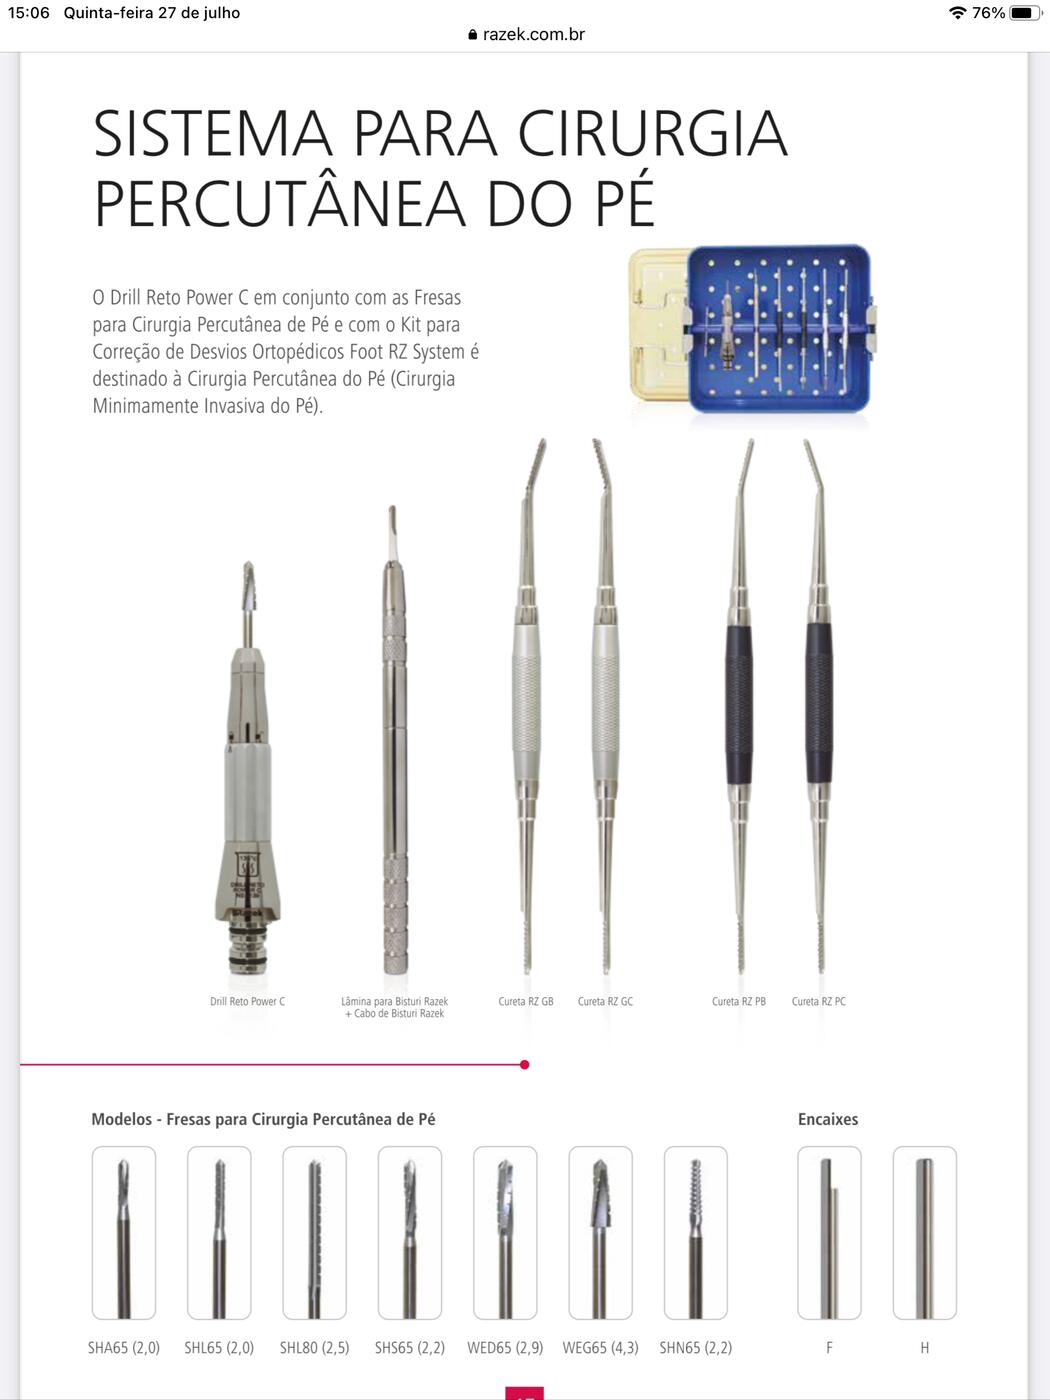 15:06 Quinta-feira 27 de julho 76%
razek.com.br
SISTEMA PARA CIRURGIA
PERCUTÂNEA DO PÉ
O Drill Reto Power C em conjunto com as Fresas
para Cirurgia Percutânea de Pé e com o Kit para
Correção de Desvios Ortopédicos Foot RZ System é
destinado à Cirurgia Percutânea do Pé (Cirurgia
Minimamente Invasiva do Pé).
DRILL RETO
POWER C
Razek
Drill Reto Power C
Lâmina para Bisturi Razek
+ Cabo de Bisturi Razek
Cureta RZ GB
Cureta RZ GC
Cureta RZ PB
Cureta RZ PC
Modelos - Fresas para Cirurgia Percutânea de Pé
Encaixes
SHA65 (2,0)
SHL65 (2,0)
SHL80 (2,5)
SHS65 (2,2)
WED65 (2,9)
WEG65 (4,3)
SHN65 (2,2)
F
H